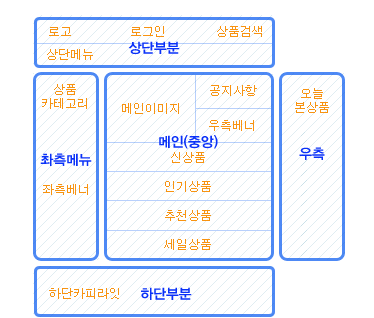 로고 로그인 상품검색
상단메뉴 상단부분
상품
카테고리
좌측메뉴
좌측베너
메인이미지
공지사항
우측베너
메인(중앙)
신상품
인기상품
추천상품
세일상품
오늘
본상품
우측
하단카피라잇 하단부분